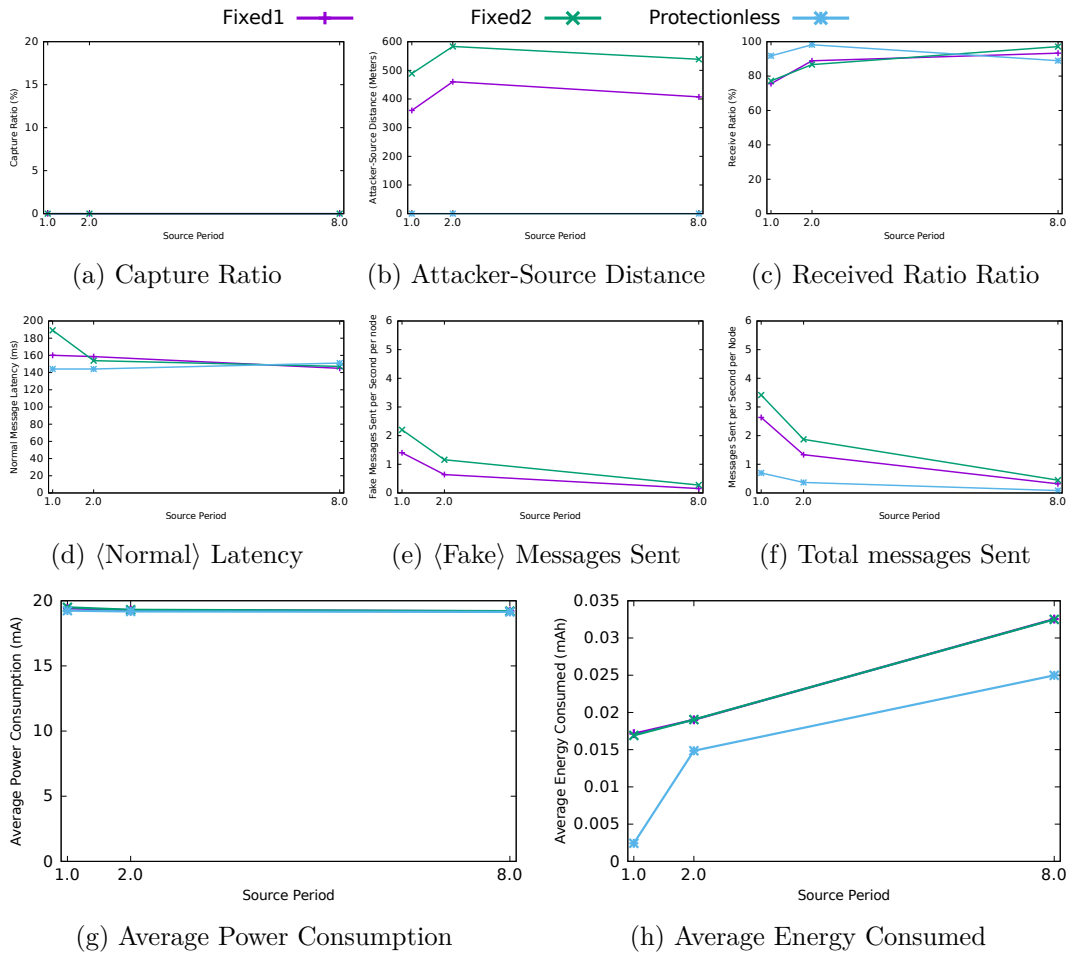 Fixed1 Fixed2 Protectionless
20
15
10
5
0
1.0 2.0 8.0
Capture Ratio (%)
Source Period
(a) Capture Ratio
600
500
400
300
200
100
0
1.0 2.0 8.0
Attacker-Source Distance (Meters)
Source Period
(b) Attacker-Source Distance
100
80
60
40
20
0
1.0 2.0 8.0
Receive Ratio (%)
Source Period
(c) Received Ratio Ratio
200
180
160
140
120
100
80
60
40
20
0
1.0 2.0 8.0
Normal Message Latency (ms)
Source Period
(d) ⟨Normal⟩ Latency
6
5
4
3
2
1
0
1.0 2.0 8.0
Fake Messages Sent per Second per node
Source Period
(e) ⟨Fake⟩ Messages Sent
6
5
4
3
2
1
0
1.0 2.0 8.0
Messages Sent per Second per Node
Source Period
(f) Total messages Sent
20
15
10
5
0
1.0 2.0 8.0
Average Power Consumption (mA)
Source Period
(g) Average Power Consumption
0.035
0.03
0.025
0.02
0.015
0.01
0.005
0
1.0 2.0 8.0
Average Energy Consumed (mAh)
Source Period
(h) Average Energy Consumed